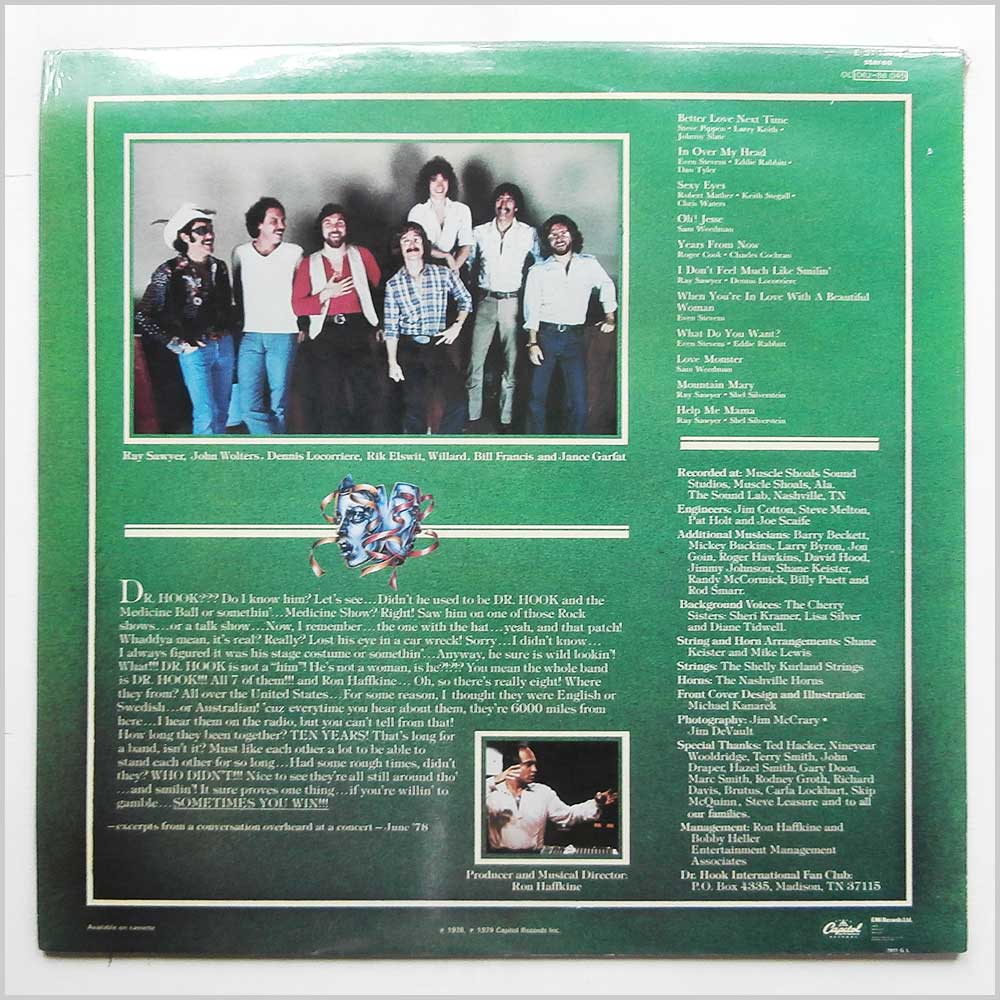 stereo
OC 062-86 045
Better Love Next Time
Steve Pippin • Larry Keith •
Johnny Slate
In Over My Head
Even Stevens • Eddie Rabbitt •
Dan Tyler
Sexy Eyes
Robert Mather • Keith Stegall •
Chris Waters
Oh! Jesse
Sam Weedman
Years From Now
Roger Cook • Charles Cochran
I Don't Feel Much Like Smilin'
Ray Sawyer • Dennis Locorriere
When You're In Love With A Beautiful
Woman
Even Stevens
What Do You Want?
Even Stevens • Eddie Rabbitt
Love Monster
Sam Weedman
Mountain Mary
Ray Sawyer • Shel Silverstein
Help Me Mama
Ray Sawyer • Shel Silverstein
Ray Sawyer, John Wolters, Dennis Locorriere, Rik Elswit, Willard, Bill Francis and Jance Garfat
DR. HOOK??? Do I know him? Let's see...Didn't he used to be DR. HOOK and the
Medicine Ball or somethin'...Medicine Show? Right! Saw him on one of those Rock
shows...or a talk show...Now, I remember...the one with the hat...yeah, and that patch!
Whaddya mean, it's real? Really? Lost his eye in a car wreck! Sorry...I didn't know...
I always figured it was his stage costume or somethin'...Anyway, he sure is wild lookin'!
What!!! DR. HOOK is not a "him"! He's not a woman, is he?!?!? You mean the whole band
is DR. HOOK!!! All 7 of them!!! and Ron Haffkine... Oh, so there's really eight! Where
they from? All over the United States...For some reason, I thought they were English or
Swedish...or Australian! 'cuz everytime you hear about them, they're 6000 miles from
here...I hear them on the radio, but you can't tell from that!
How long they been together? TEN YEARS! That's long for
a band, isn't it? Must like each other a lot to be able to
stand each other for so long...Had some rough times, didn't
they? WHO DIDN'T!!! Nice to see they're all still around tho'
...and smilin'! It sure proves one thing...if you're willin' to
gamble...SOMETIMES YOU WIN!!!
—excerpts from a conversation overheard at a concert – June '78
Producer and Musical Director:
Ron Haffkine
Recorded at: Muscle Shoals Sound
Studios, Muscle Shoals, Ala.
The Sound Lab, Nashville, TN
Engineers: Jim Cotton, Steve Melton,
Pat Holt and Joe Scaife
Additional Musicians: Barry Beckett,
Mickey Buckins, Larry Byrom, Jon
Goin, Roger Hawkins, David Hood,
Jimmy Johnson, Shane Keister,
Randy McCormick, Billy Puett and
Rod Smarr.
Background Voices: The Cherry
Sisters: Sheri Kramer, Lisa Silver
and Diane Tidwell.
String and Horn Arrangements: Shane
Keister and Mike Lewis
Strings: The Shelly Kurland Strings
Horns: The Nashville Horns
Front Cover Design and Illustration:
Michael Kanarek
Photography: Jim McCrary •
Jim DeVault
Special Thanks: Ted Hacker, Nineyear
Wooldridge, Terry Smith, John
Draper, Hazel Smith, Gary Doon,
Marc Smith, Rodney Groth, Richard
Davis, Brutus, Carla Lockhart, Skip
McQuinn, Steve Leasure and to all
our families.
Management: Ron Haffkine and
Bobby Heller
Entertainment Management
Associates
Dr. Hook International Fan Club:
P.O. Box 4335, Madison, TN 37115
Available on cassette
℗ 1978, ℗ 1979 Capitol Records Inc.
Capitol
RECORDS
EMI Records Ltd.